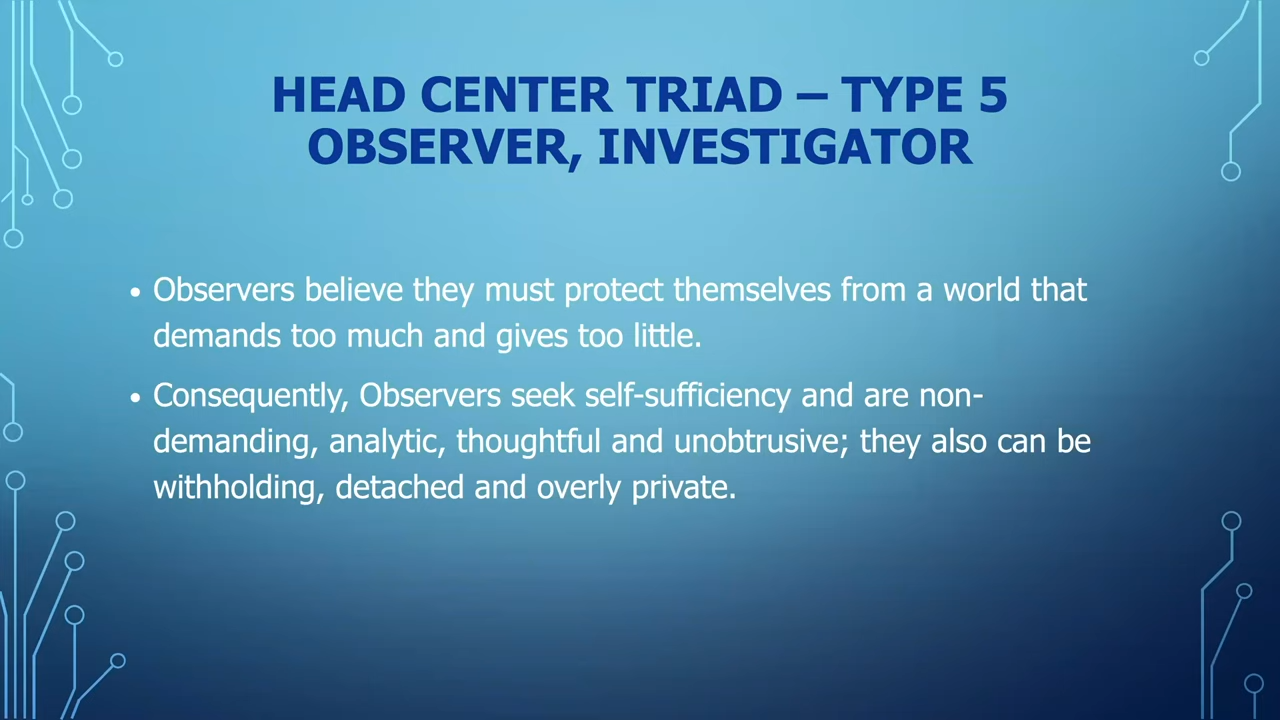 HEAD CENTER TRIAD – TYPE 5
OBSERVER, INVESTIGATOR
• Observers believe they must protect themselves from a world that
demands too much and gives too little.
• Consequently, Observers seek self-sufficiency and are non-
demanding, analytic, thoughtful and unobtrusive; they also can be
withholding, detached and overly private.